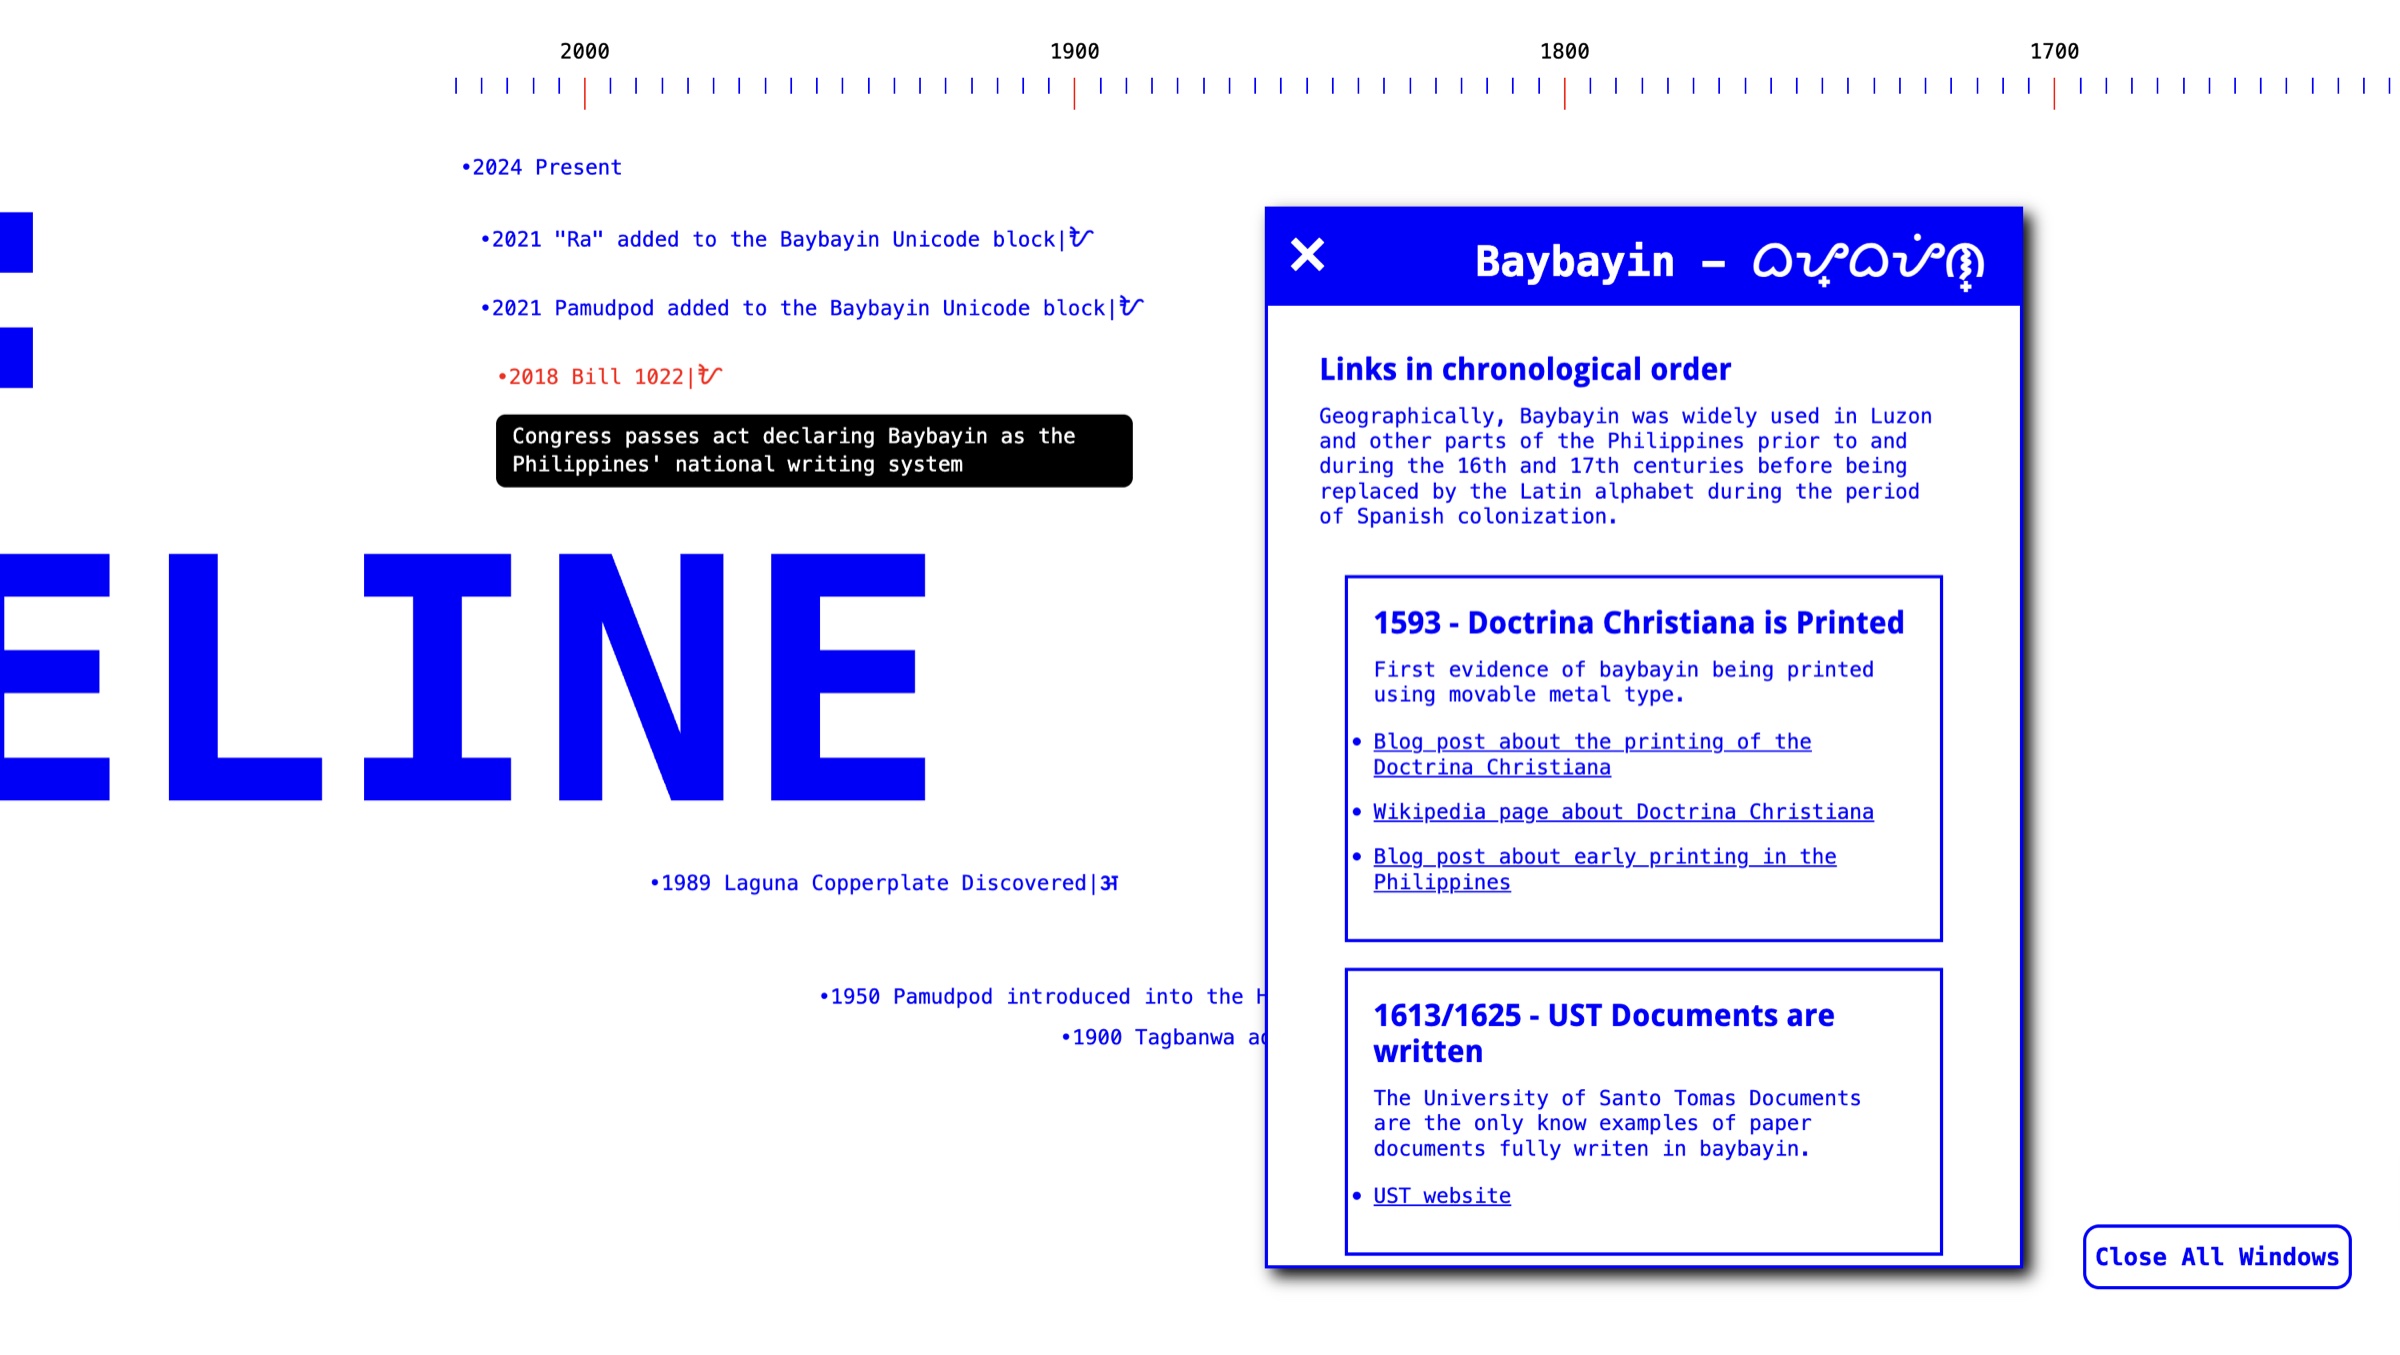 2000 1900 1800 1700
•2024 Present
•2021 "Ra" added to the Baybayin Unicode block|
•2021 Pamudpod added to the Baybayin Unicode block|
•2018 Bill 1022|
Congress passes act declaring Baybayin as the
Philippines' national writing system
ELINE
•1989 Laguna Copperplate Discovered|अ
•1950 Pamudpod introduced into the
•1900 Tagbanwa
Baybayin –
Links in chronological order
Geographically, Baybayin was widely used in Luzon
and other parts of the Philippines prior to and
during the 16th and 17th centuries before being
replaced by the Latin alphabet during the period
of Spanish colonization.
1593 - Doctrina Christiana is Printed
First evidence of baybayin being printed
using movable metal type.
• Blog post about the printing of the
Doctrina Christiana
• Wikipedia page about Doctrina Christiana
• Blog post about early printing in the
Philippines
1613/1625 - UST Documents are
written
The University of Santo Tomas Documents
are the only know examples of paper
documents fully writen in baybayin.
• UST website
Close All Windows